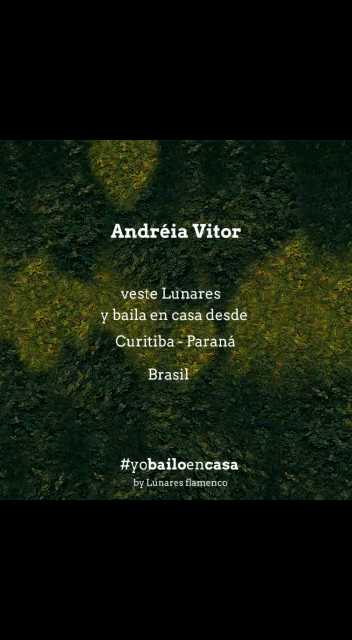 Andréia Vitor
veste Lunares
y baila en casa desde
Curitiba - Paraná
Brasil
#yobailoencasa
by Lunares flamenco